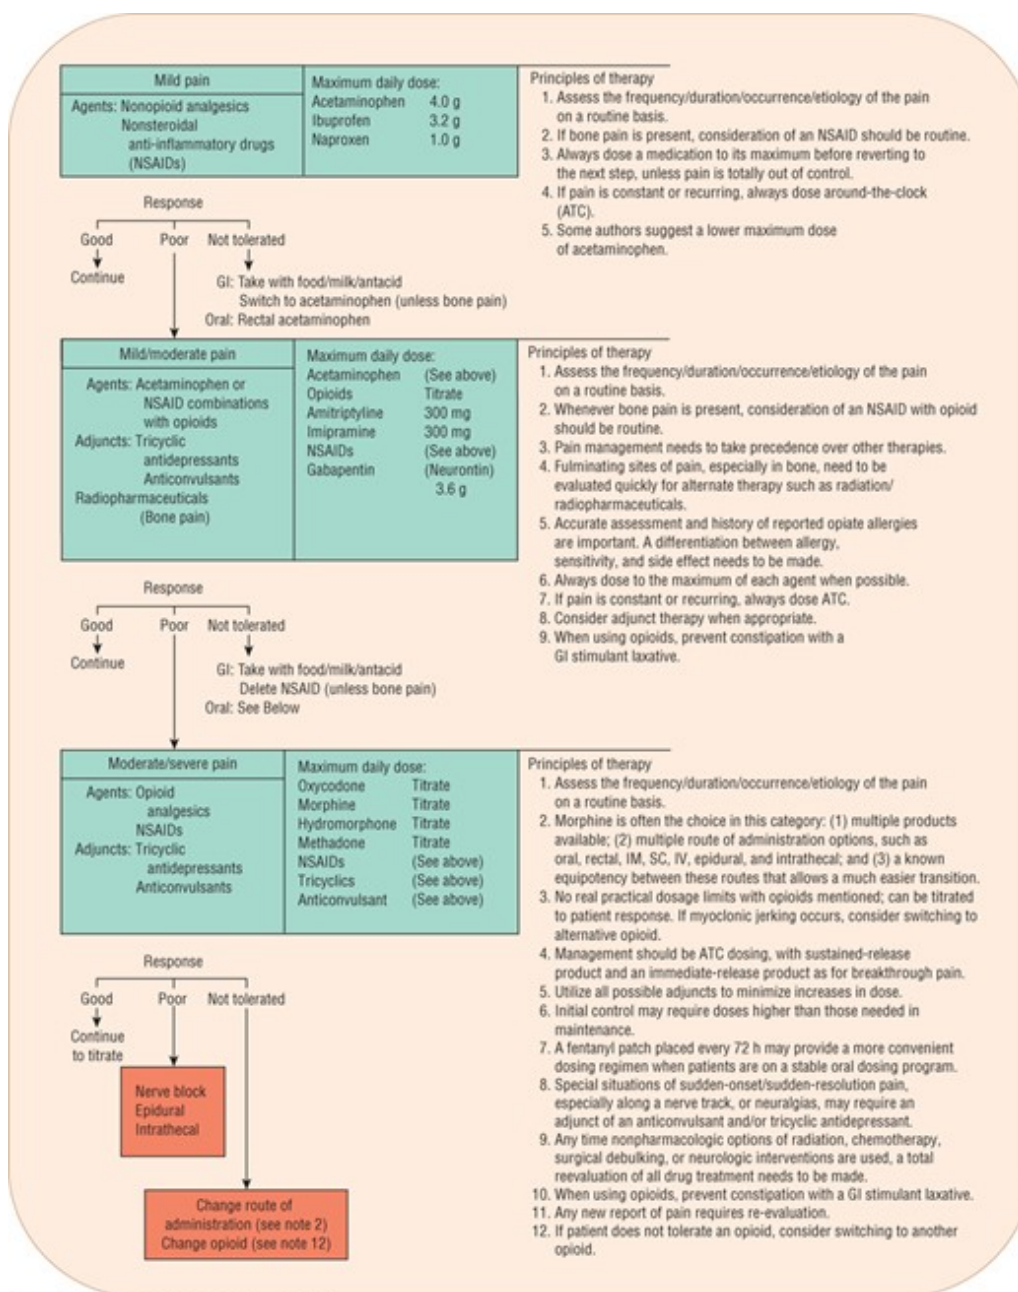 Mild pain
Agents: Nonopioid analgesics
Nonsteroidal
anti-inflammatory drugs
(NSAIDs)
Maximum daily dose:
Acetaminophen 4.0 g
Ibuprofen 3.2 g
Naproxen 1.0 g
Principles of therapy
1. Assess the frequency/duration/occurrence/etiology of the pain
on a routine basis.
2. If bone pain is present, consideration of an NSAID should be routine.
3. Always dose a medication to its maximum before reverting to
the next step, unless pain is totally out of control.
4. If pain is constant or recurring, always dose around-the-clock
(ATC).
5. Some authors suggest a lower maximum dose
of acetaminophen.
Response
Good Poor Not tolerated
Continue
GI: Take with food/milk/antacid
Switch to acetaminophen (unless bone pain)
Oral: Rectal acetaminophen
Mild/moderate pain
Agents: Acetaminophen or
NSAID combinations
with opioids
Adjuncts: Tricyclic
antidepressants
Anticonvulsants
Radiopharmaceuticals
(Bone pain)
Maximum daily dose:
Acetaminophen (See above)
Opioids Titrate
Amitriptyline 300 mg
Imipramine 300 mg
NSAIDs (See above)
Gabapentin (Neurontin)
3.6 g
Principles of therapy
1. Assess the frequency/duration/occurrence/etiology of the pain
on a routine basis.
2. Whenever bone pain is present, consideration of an NSAID with opioid
should be routine.
3. Pain management needs to take precedence over other therapies.
4. Fulminating sites of pain, especially in bone, need to be
evaluated quickly for alternate therapy such as radiation/
radiopharmaceuticals.
5. Accurate assessment and history of reported opiate allergies
are important. A differentiation between allergy,
sensitivity, and side effect needs to be made.
6. Always dose to the maximum of each agent when possible.
7. If pain is constant or recurring, always dose ATC.
8. Consider adjunct therapy when appropriate.
9. When using opioids, prevent constipation with a
GI stimulant laxative.
Response
Good Poor Not tolerated
Continue
GI: Take with food/milk/antacid
Delete NSAID (unless bone pain)
Oral: See Below
Moderate/severe pain
Agents: Opioid
analgesics
NSAIDs
Adjuncts: Tricyclic
antidepressants
Anticonvulsants
Maximum daily dose:
Oxycodone Titrate
Morphine Titrate
Hydromorphone Titrate
Methadone Titrate
NSAIDs (See above)
Tricyclics (See above)
Anticonvulsant (See above)
Principles of therapy
1. Assess the frequency/duration/occurrence/etiology of the pain
on a routine basis.
2. Morphine is often the choice in this category: (1) multiple products
available; (2) multiple route of administration options, such as
oral, rectal, IM, SC, IV, epidural, and intrathecal; and (3) a known
equipotency between these routes that allows a much easier transition.
3. No real practical dosage limits with opioids mentioned; can be titrated
to patient response. If myoclonic jerking occurs, consider switching to
alternative opioid.
4. Management should be ATC dosing, with sustained-release
product and an immediate-release product as for breakthrough pain.
5. Utilize all possible adjuncts to minimize increases in dose.
6. Initial control may require doses higher than those needed in
maintenance.
7. A fentanyl patch placed every 72 h may provide a more convenient
dosing regimen when patients are on a stable oral dosing program.
8. Special situations of sudden-onset/sudden-resolution pain,
especially along a nerve track, or neuralgias, may require an
adjunct of an anticonvulsant and/or tricyclic antidepressant.
9. Any time nonpharmacologic options of radiation, chemotherapy,
surgical debulking, or neurologic interventions are used, a total
reevaluation of all drug treatment needs to be made.
10. When using opioids, prevent constipation with a GI stimulant laxative.
11. Any new report of pain requires re-evaluation.
12. If patient does not tolerate an opioid, consider switching to another
opioid.
Response
Good Poor Not tolerated
Continue
to titrate
Nerve block
Epidural
Intrathecal
Change route of
administration (see note 2)
Change opioid (see note 12)